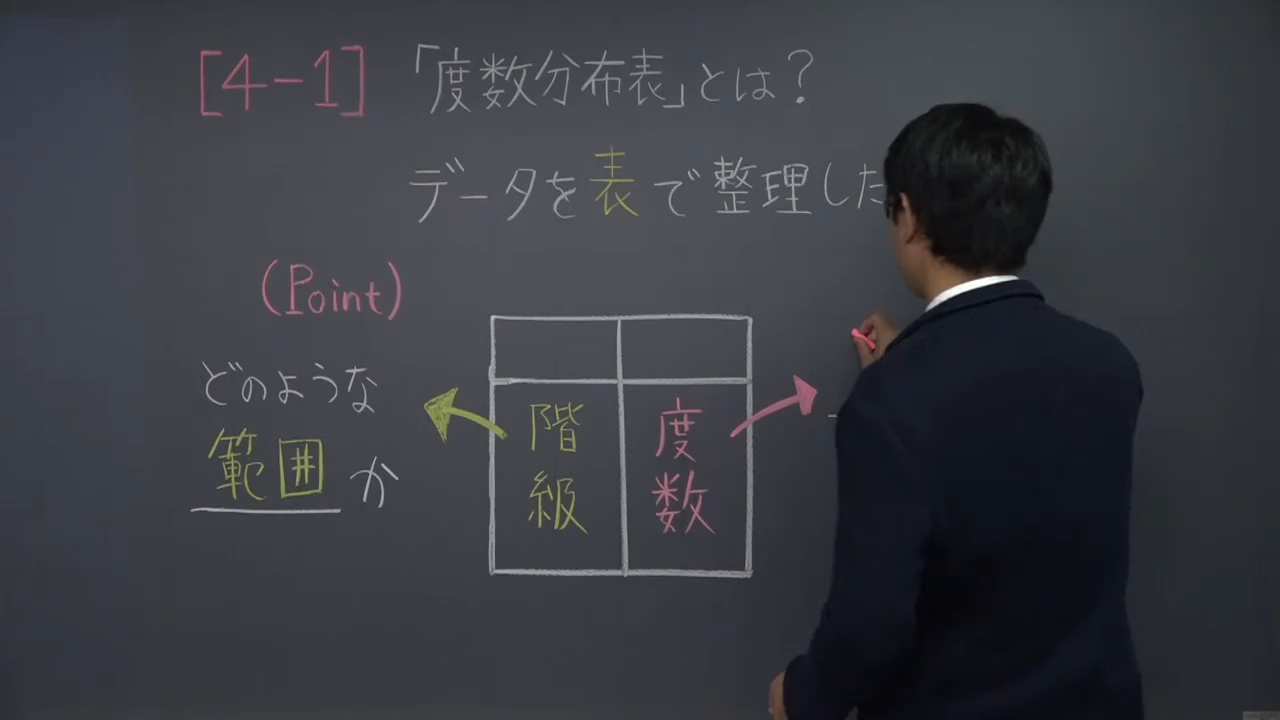 [4-1] 「度数分布表」とは?
データを表で整理した
(Point)
どのような
範囲か
階級
度数